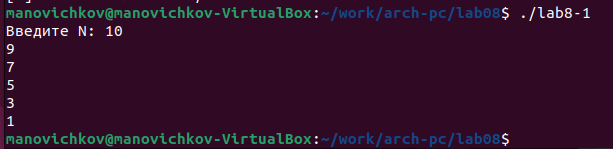 manovichkov@manovichkov-VirtualBox:~/work/arch-pc/lab08$ ./lab8-1
Введите N: 10
9
7
5
3
1
manovichkov@manovichkov-VirtualBox:~/work/arch-pc/lab08$